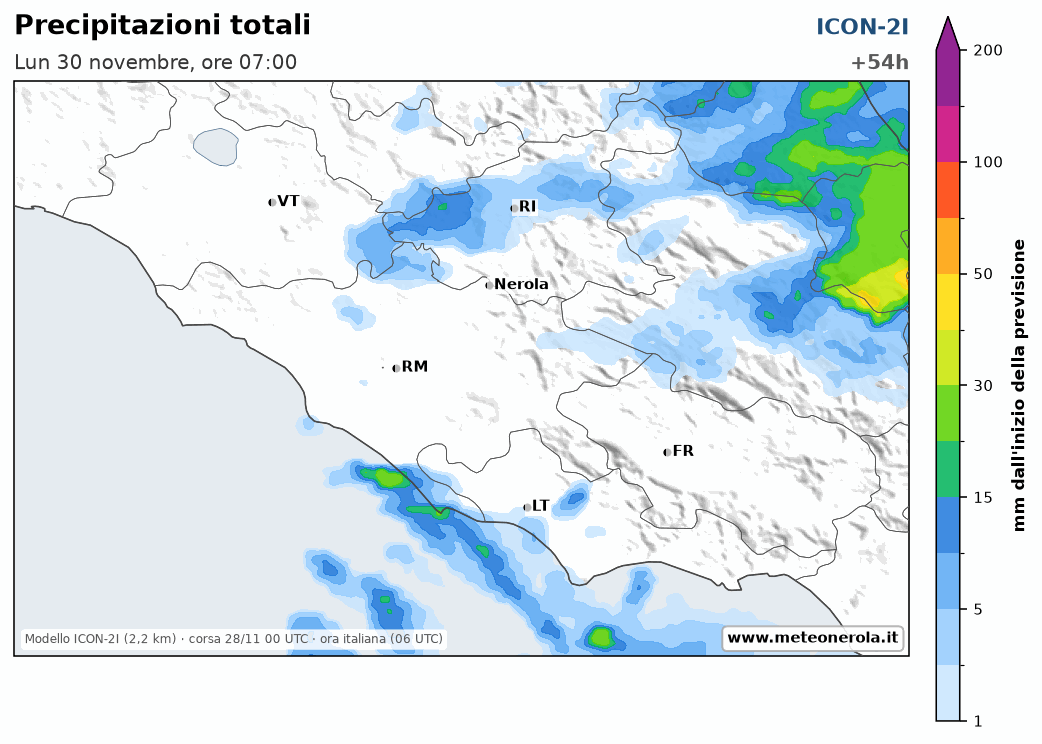 Precipitazioni totali
ICON-2I
Lun 30 novembre, ore 07:00
+54h
200
100
50
30
15
5
1
mm dall'inizio della previsione
VT
RI
Nerola
RM
FR
LT
Modello ICON-2I (2,2 km) · corsa 28/11 00 UTC · ora italiana (06 UTC)
www.meteonerola.it